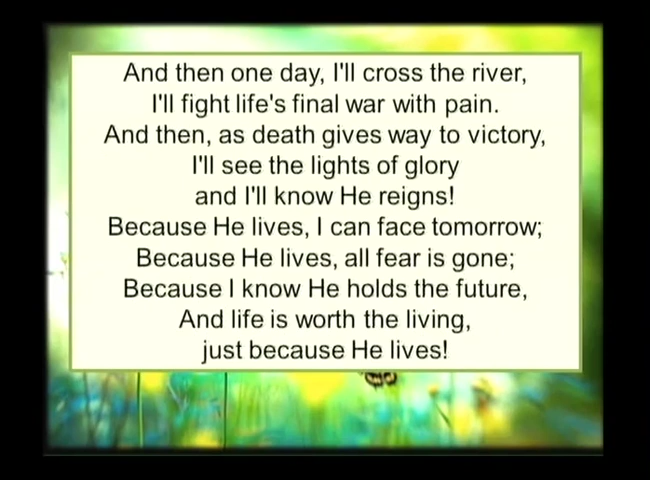 And then one day, I'll cross the river,
I'll fight life's final war with pain.
And then, as death gives way to victory,
I'll see the lights of glory
and I'll know He reigns!
Because He lives, I can face tomorrow;
Because He lives, all fear is gone;
Because I know He holds the future,
And life is worth the living,
just because He lives!